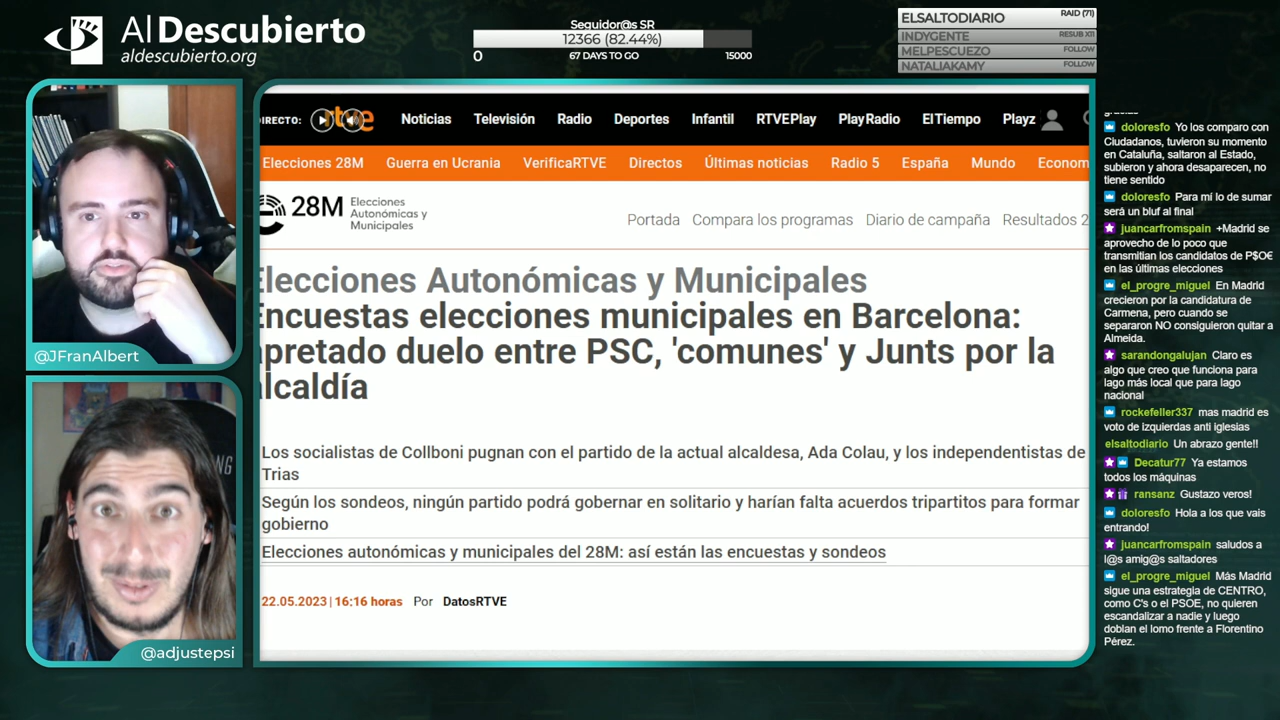 Al Descubierto
aldescubierto.org
Seguidor@s SR
12366 (82.44%)
0
67 DAYS TO GO
15000
ELSALTODIARIO RAID (71)
INDYGENTE RESUB X11
MELPESCUEZO FOLLOW
NATALIAKAMY FOLLOW
@JFranAlbert
@adjustepsi
DIRECTO:
rtve
Noticias Televisión Radio Deportes Infantil RTVEPlay PlayRadio ElTiempo Playz
Elecciones 28M Guerra en Ucrania VerificaRTVE Directos Últimas noticias Radio 5 España Mundo Econom
28M Elecciones
Autonómicas y
Municipales
Portada Compara los programas Diario de campaña Resultados 2
Elecciones Autonómicas y Municipales
Encuestas elecciones municipales en Barcelona:
apretado duelo entre PSC, 'comunes' y Junts por la
alcaldía
Los socialistas de Collboni pugnan con el partido de la actual alcaldesa, Ada Colau, y los independentistas de
Trias
Según los sondeos, ningún partido podrá gobernar en solitario y harían falta acuerdos tripartitos para formar
gobierno
Elecciones autonómicas y municipales del 28M: así están las encuestas y sondeos
22.05.2023 | 16:16 horas Por DatosRTVE
gracias
doloresfo Yo los comparo con
Ciudadanos, tuvieron su momento
en Cataluña, saltaron al Estado,
subieron y ahora desaparecen, no
tiene sentido
doloresfo Para mí lo de sumar
será un bluf al final
juancarfromspain +Madrid se
aprovecho de lo poco que
transmitian los candidatos de P$O€
en las últimas elecciones
el_progre_miguel En Madrid
crecieron por la candidatura de
Carmena, pero cuando se
separaron NO consiguieron quitar a
Almeida.
sarandongalujan Claro es
algo que creo que funciona para
lago más local que para lago
nacional
rockefeller337 mas madrid es
voto de izquierdas anti iglesias
elsaltodiario Un abrazo gente!!
Decatur77 Ya estamos
todos los máquinas
ransanz Gustazo veros!
doloresfo Hola a los que vais
entrando!
juancarfromspain saludos a
l@s amig@s saltadores
el_progre_miguel Más Madrid
sigue una estrategia de CENTRO,
como C's o el PSOE, no quieren
escandalizar a nadie y luego
doblan el lomo frente a Florentino
Pérez.